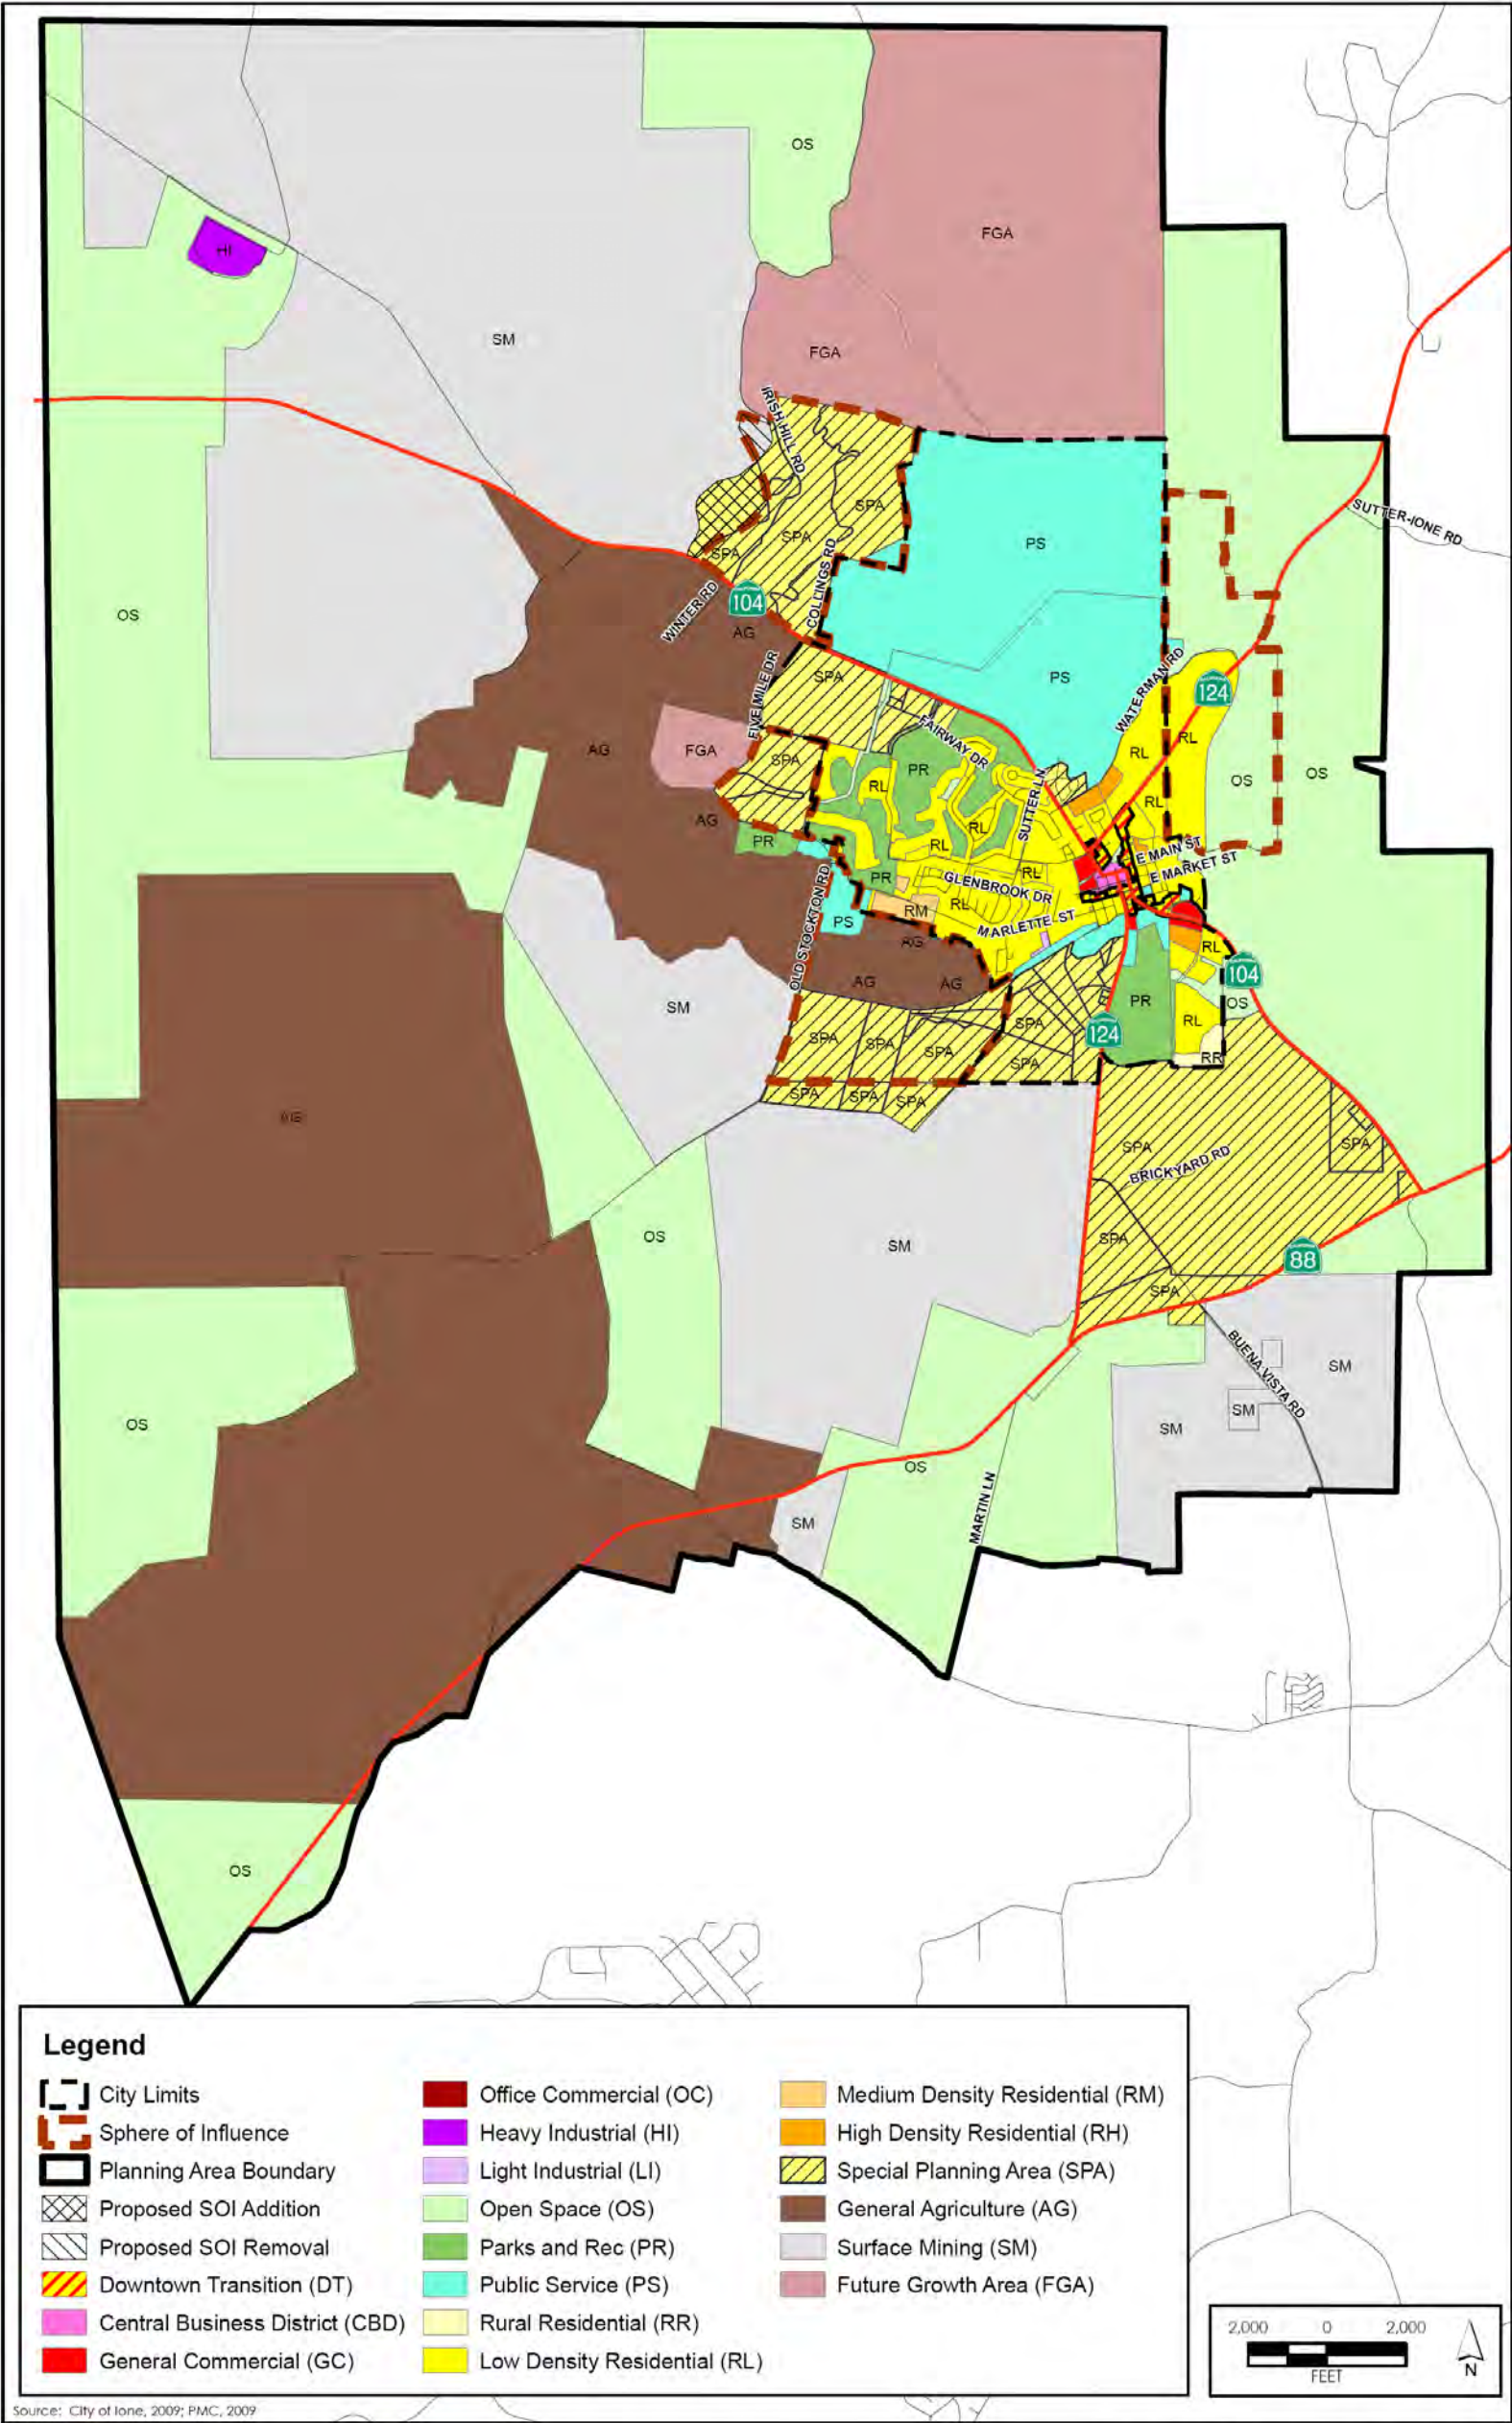 OS
FGA
HI
SM
FGA
IRISH HILL RD
SUTTER-IONE RD
SPA
PS
SPA
SPA
COLLINGS RD
104
WINTER RD
OS
AG
PS
WATERMAN RD
SPA
124
FIVE MILE DR
FAIRWAY DR
RL
RL
AG
FGA
SPA
PR
OS
OS
RL
SUTTER LN
RL
RL
AG
PR
RL
E MAIN ST
E MARKET ST
PR
GLENBROOK DR
RL
RM
RL
MARLETTE ST
OLD STOCKTON RD
PS
AG
RL
104
AG
AG
SM
PR
OS
RL
124
SPA
SPA
SPA
SPA
SPA
RR
SPA
SPA
SPA
AG
SPA
SPA
BRICKYARD RD
OS
SM
SPA
88
SPA
BUENA VISTA RD
SM
OS
SM
SM
OS
MARTIN LN
SM
OS
Legend
City Limits
Sphere of Influence
Planning Area Boundary
Proposed SOI Addition
Proposed SOI Removal
Downtown Transition (DT)
Central Business District (CBD)
General Commercial (GC)
Office Commercial (OC)
Heavy Industrial (HI)
Light Industrial (LI)
Open Space (OS)
Parks and Rec (PR)
Public Service (PS)
Rural Residential (RR)
Low Density Residential (RL)
Medium Density Residential (RM)
High Density Residential (RH)
Special Planning Area (SPA)
General Agriculture (AG)
Surface Mining (SM)
Future Growth Area (FGA)
2,000 0 2,000
FEET
N
Source: City of Ione, 2009; PMC, 2009